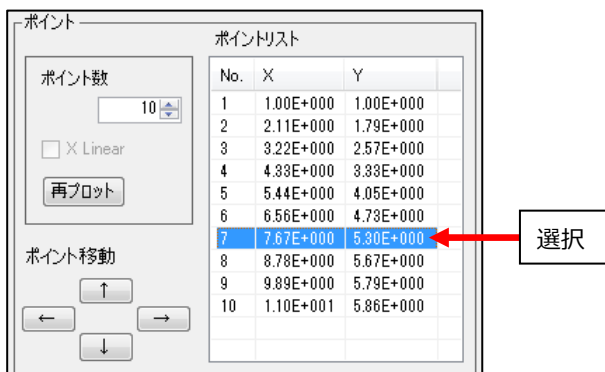 ポイント
ポイント数
10
X Linear
再プロット
ポイント移動
↑
← →
↓
ポイントリスト
No. X Y
1 1.00E+000 1.00E+000
2 2.11E+000 1.79E+000
3 3.22E+000 2.57E+000
4 4.33E+000 3.33E+000
5 5.44E+000 4.05E+000
6 6.56E+000 4.73E+000
7 7.67E+000 5.30E+000
8 8.78E+000 5.67E+000
9 9.89E+000 5.79E+000
10 1.10E+001 5.86E+000
選択